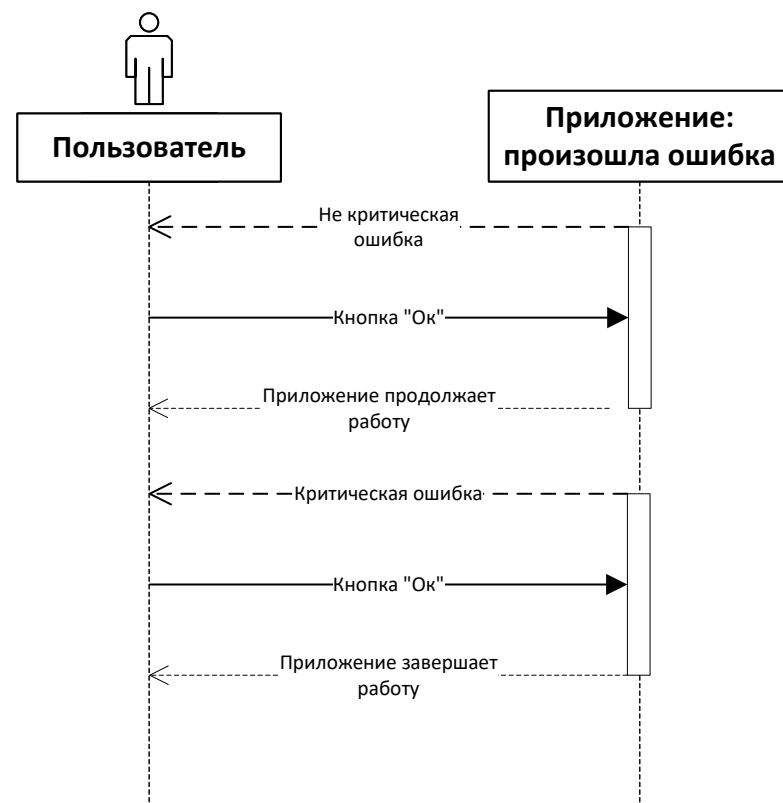 Пользователь
Приложение:
произошла ошибка
Не критическая
ошибка
Кнопка "Ок"
Приложение продолжает
работу
Критическая ошибка
Кнопка "Ок"
Приложение завершает
работу